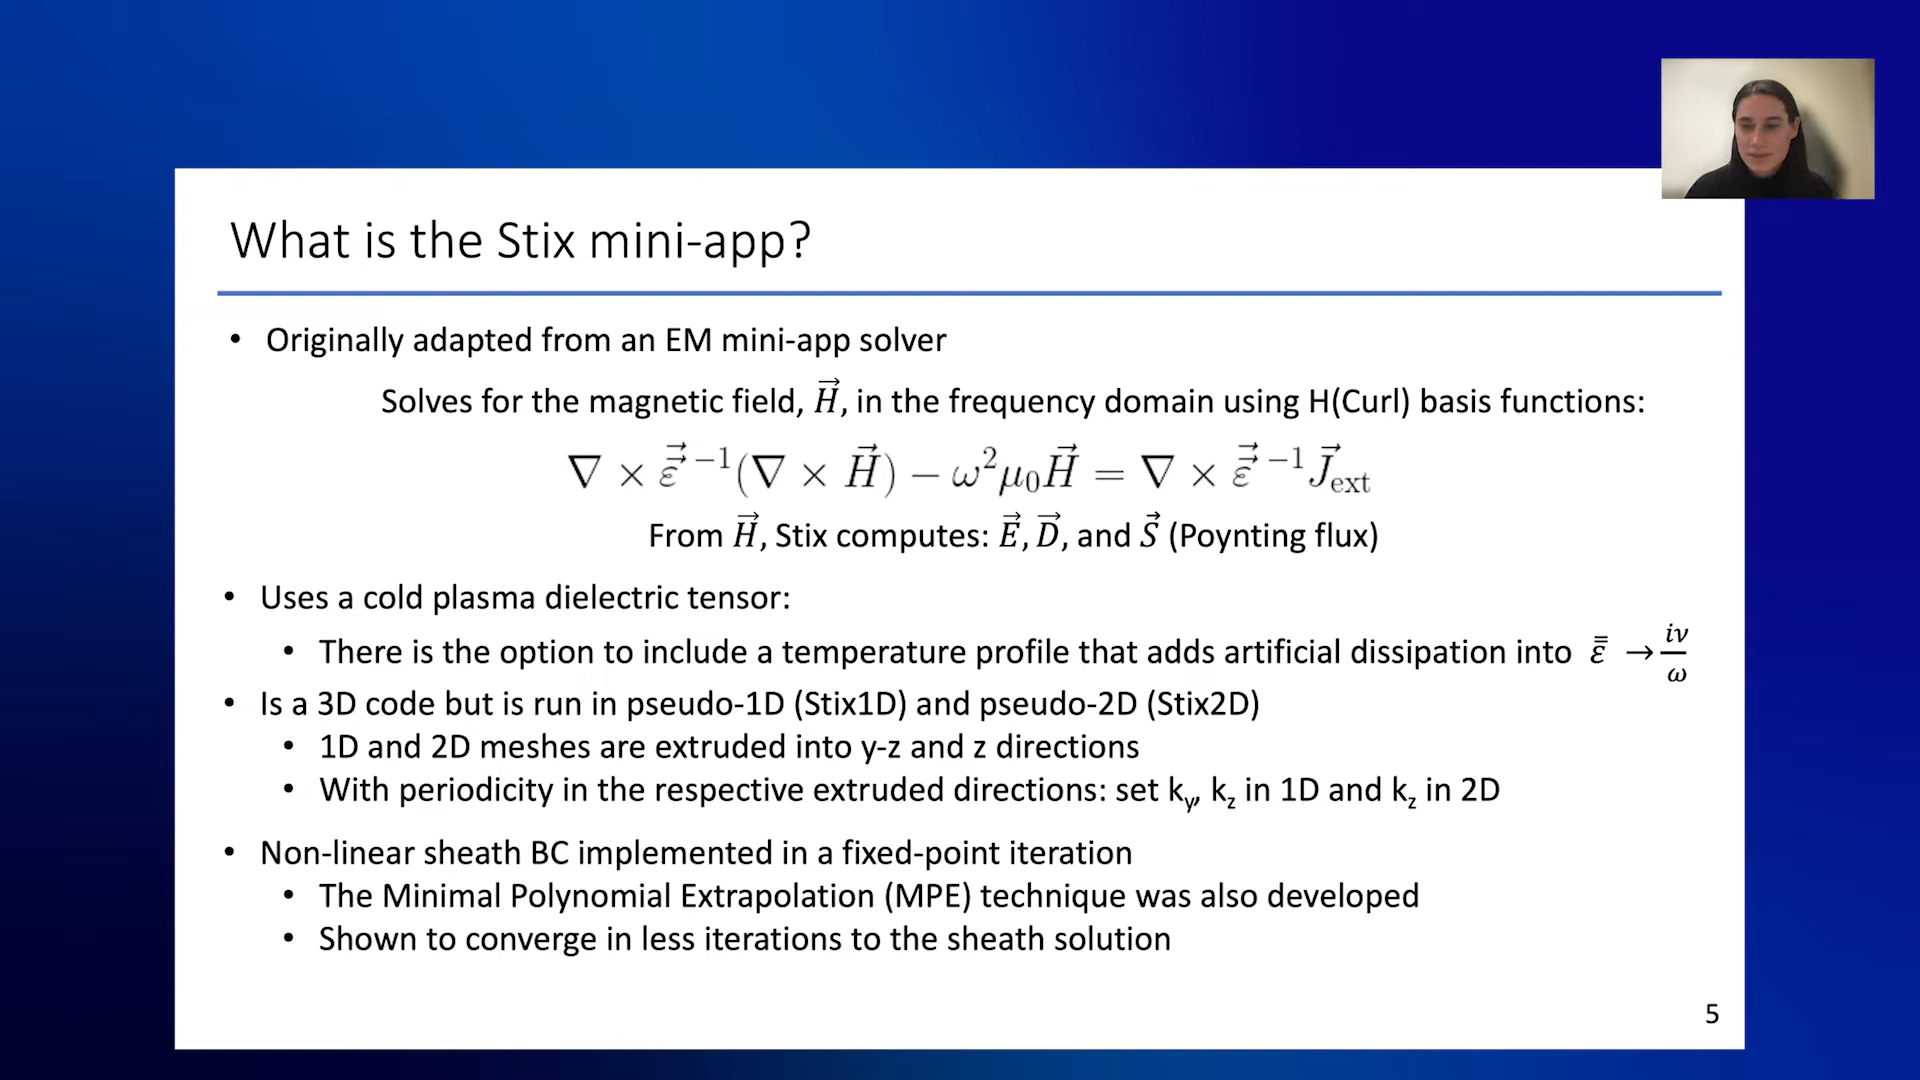 What is the Stix mini-app?
• Originally adapted from an EM mini-app solver
Solves for the magnetic field, H⃗, in the frequency domain using H(Curl) basis functions:
∇ × ε⃗⃗ ⁻¹(∇ × H⃗) − ω²μ₀H⃗ = ∇ × ε⃗⃗ ⁻¹J⃗ext
From H⃗, Stix computes: E⃗, D⃗, and S⃗ (Poynting flux)
• Uses a cold plasma dielectric tensor:
• There is the option to include a temperature profile that adds artificial dissipation into ε̿ → iν/ω
• Is a 3D code but is run in pseudo-1D (Stix1D) and pseudo-2D (Stix2D)
• 1D and 2D meshes are extruded into y-z and z directions
• With periodicity in the respective extruded directions: set ky, kz in 1D and kz in 2D
• Non-linear sheath BC implemented in a fixed-point iteration
• The Minimal Polynomial Extrapolation (MPE) technique was also developed
• Shown to converge in less iterations to the sheath solution
5